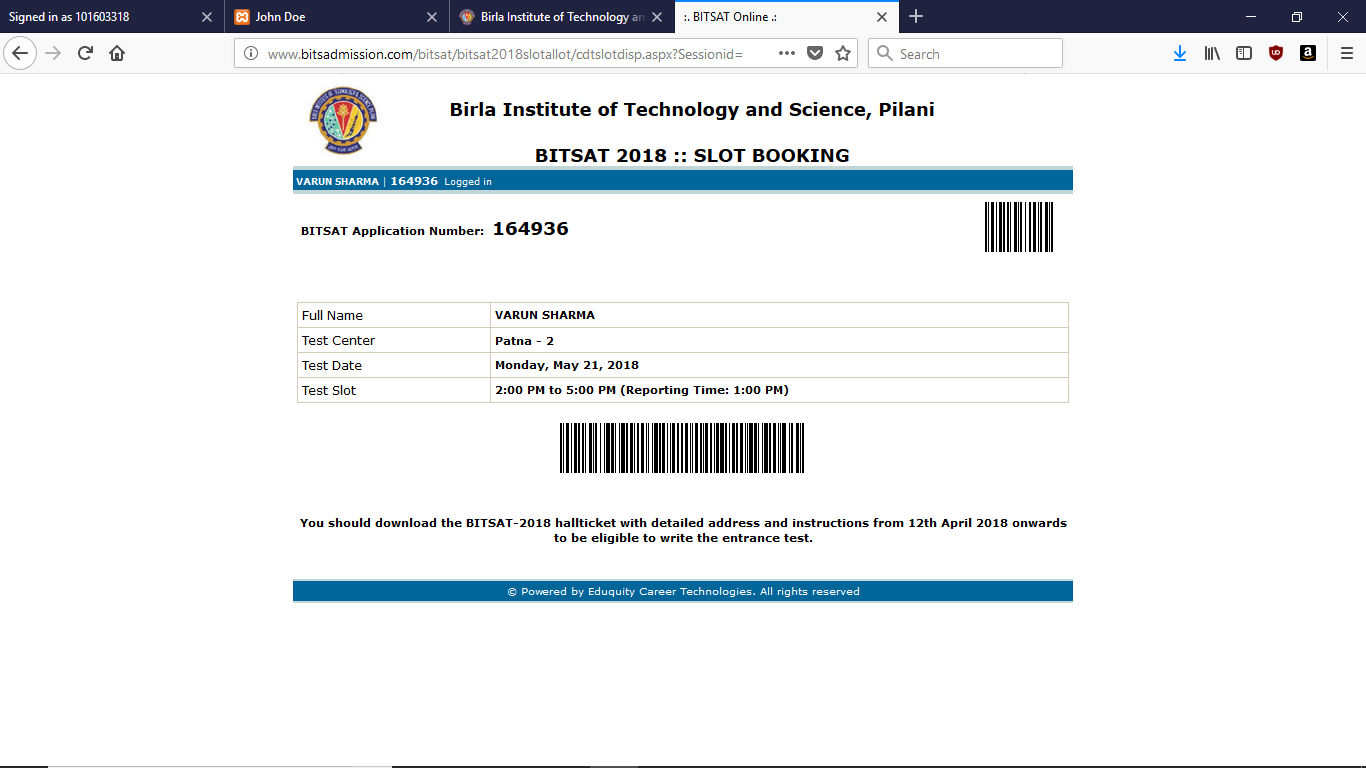 Signed in as 101603318
John Doe
Birla Institute of Technology an
:. BITSAT Online .:
www.bitsadmission.com/bitsat/bitsat2018slotallot/cdtslotdisp.aspx?Sessionid=
Search
Birla Institute of Technology and Science, Pilani
BITSAT 2018 :: SLOT BOOKING
VARUN SHARMA | 164936 Logged in
BITSAT Application Number: 164936
Full Name VARUN SHARMA
Test Center Patna - 2
Test Date Monday, May 21, 2018
Test Slot 2:00 PM to 5:00 PM (Reporting Time: 1:00 PM)
You should download the BITSAT-2018 hallticket with detailed address and instructions from 12th April 2018 onwards
to be eligible to write the entrance test.
© Powered by Eduquity Career Technologies. All rights reserved